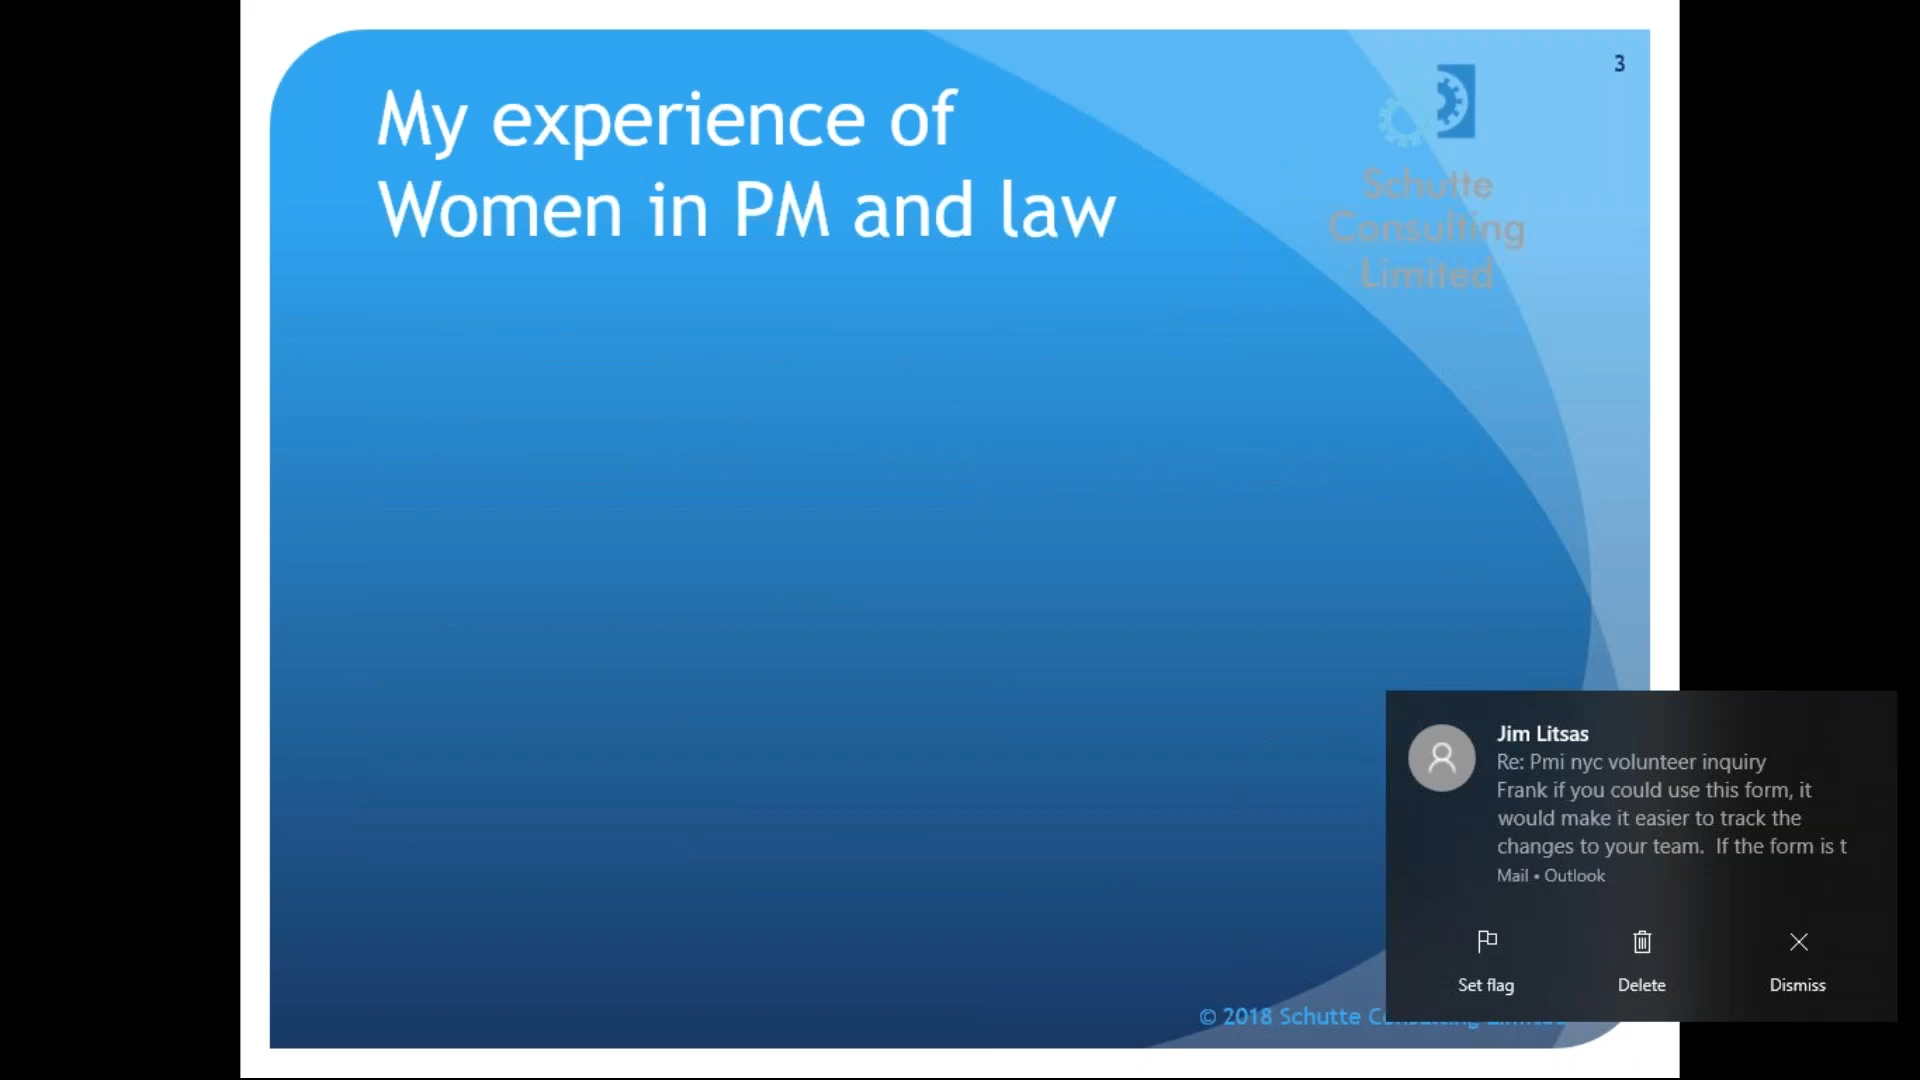 3
My experience of
Women in PM and law
Schutte
Consulting
Limited
Jim Litsas
Re: Pmi nyc volunteer inquiry
Frank if you could use this form, it
would make it easier to track the
changes to your team. If the form is t
Mail • Outlook
Set flag
Delete
Dismiss
© 2018 Schutte